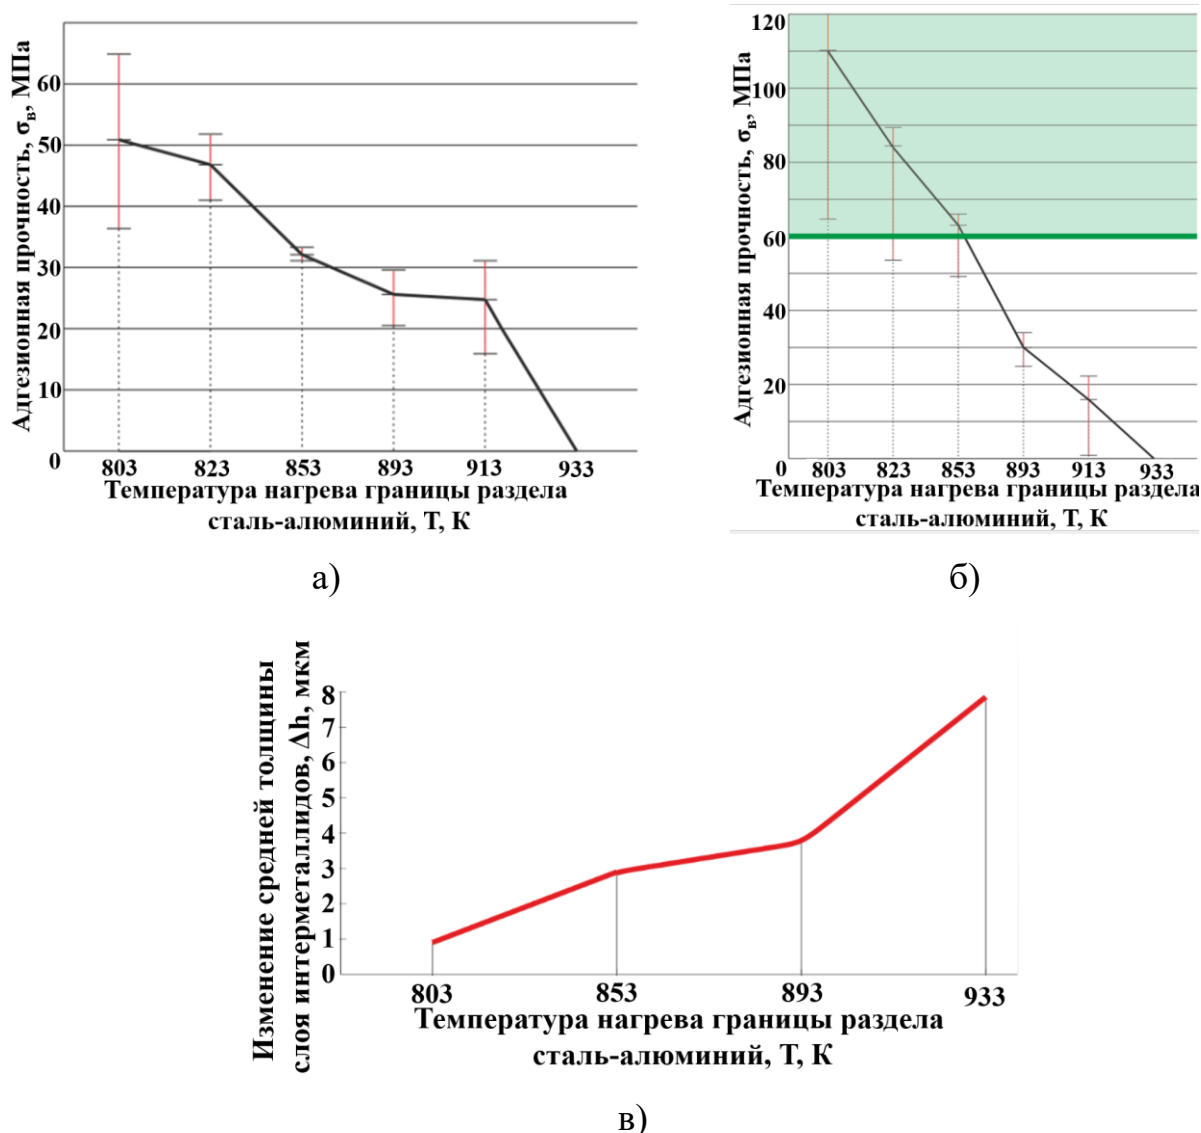 Адгезионная прочность, σв, МПа
60
50
40
30
20
10
0
803 823 853 893 913 933
Температура нагрева границы раздела
сталь-алюминий, Т, К
а)
Адгезионная прочность, σв, МПа
120
100
80
60
40
20
0
803 823 853 893 913 933
Температура нагрева границы раздела
сталь-алюминий, Т, К
б)
Изменение средней толщины
слоя интерметаллидов, Δh, мкм
8
7
6
5
4
3
2
1
0
803 853 893 933
Температура нагрева границы раздела
сталь-алюминий, Т, К
в)